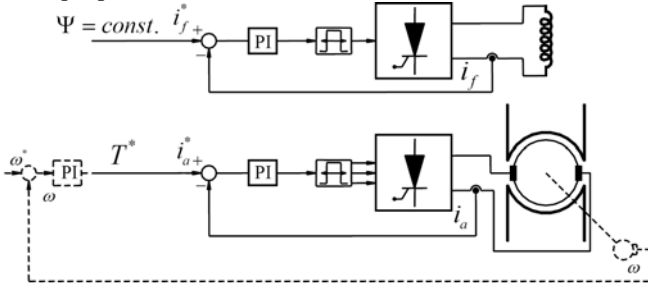 Ψ = const. i_f^* +
−
PI
i_f
ω* PI T* i_a^* +
ω
−
PI
i_a
ω